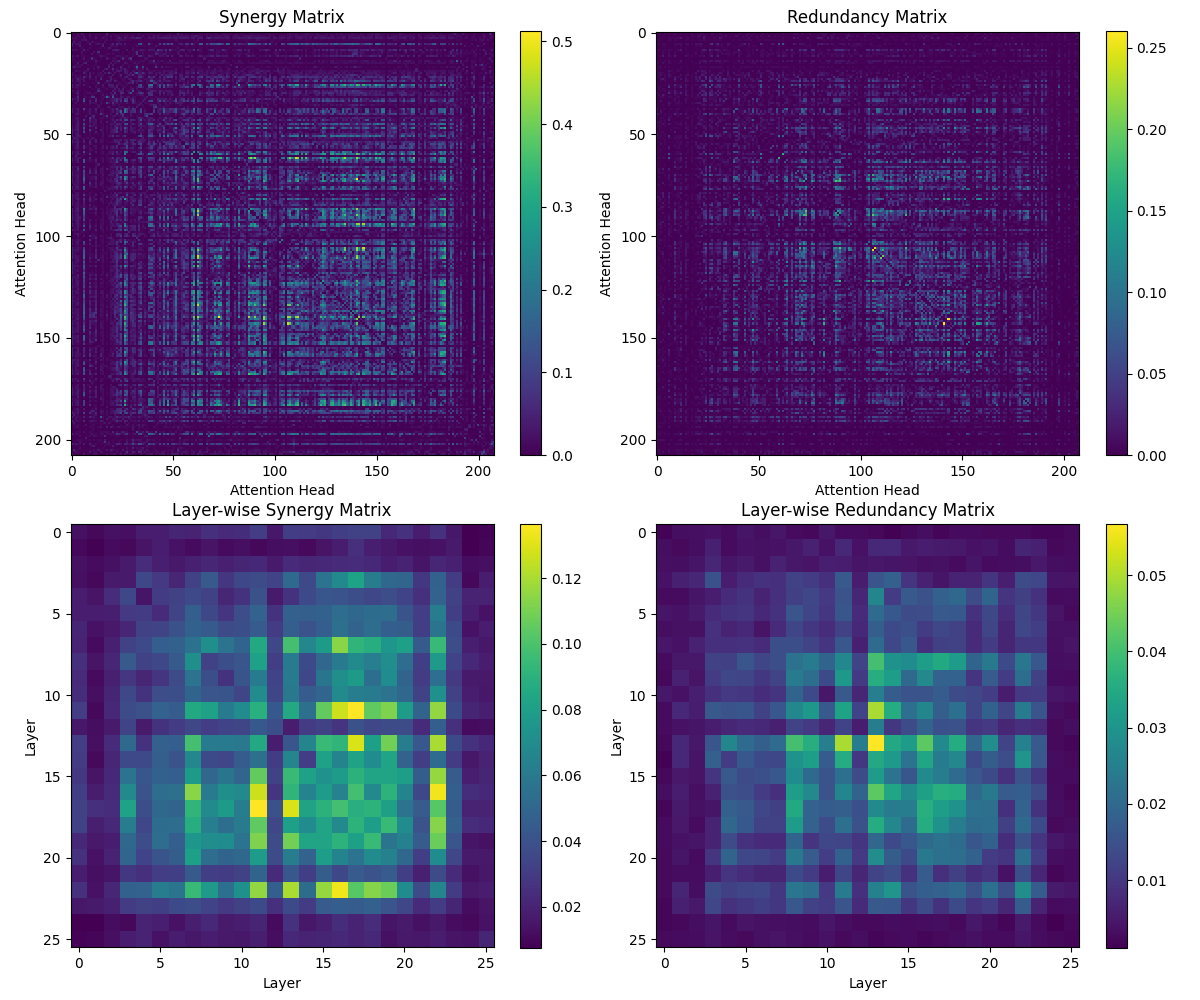 Synergy Matrix
0
50
100
150
200
Attention Head
0 50 100 150 200
Attention Head
0.5
0.4
0.3
0.2
0.1
0.0
Redundancy Matrix
0
50
100
150
200
Attention Head
0 50 100 150 200
Attention Head
0.25
0.20
0.15
0.10
0.05
0.00
Layer-wise Synergy Matrix
0
5
10
15
20
25
Layer
0 5 10 15 20 25
Layer
0.12
0.10
0.08
0.06
0.04
0.02
Layer-wise Redundancy Matrix
0
5
10
15
20
25
Layer
0 5 10 15 20 25
Layer
0.05
0.04
0.03
0.02
0.01